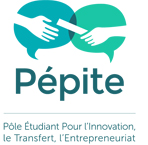 Pépite
Pôle Étudiant Pour l'Innovation,
le Transfert, l'Entrepreneuriat